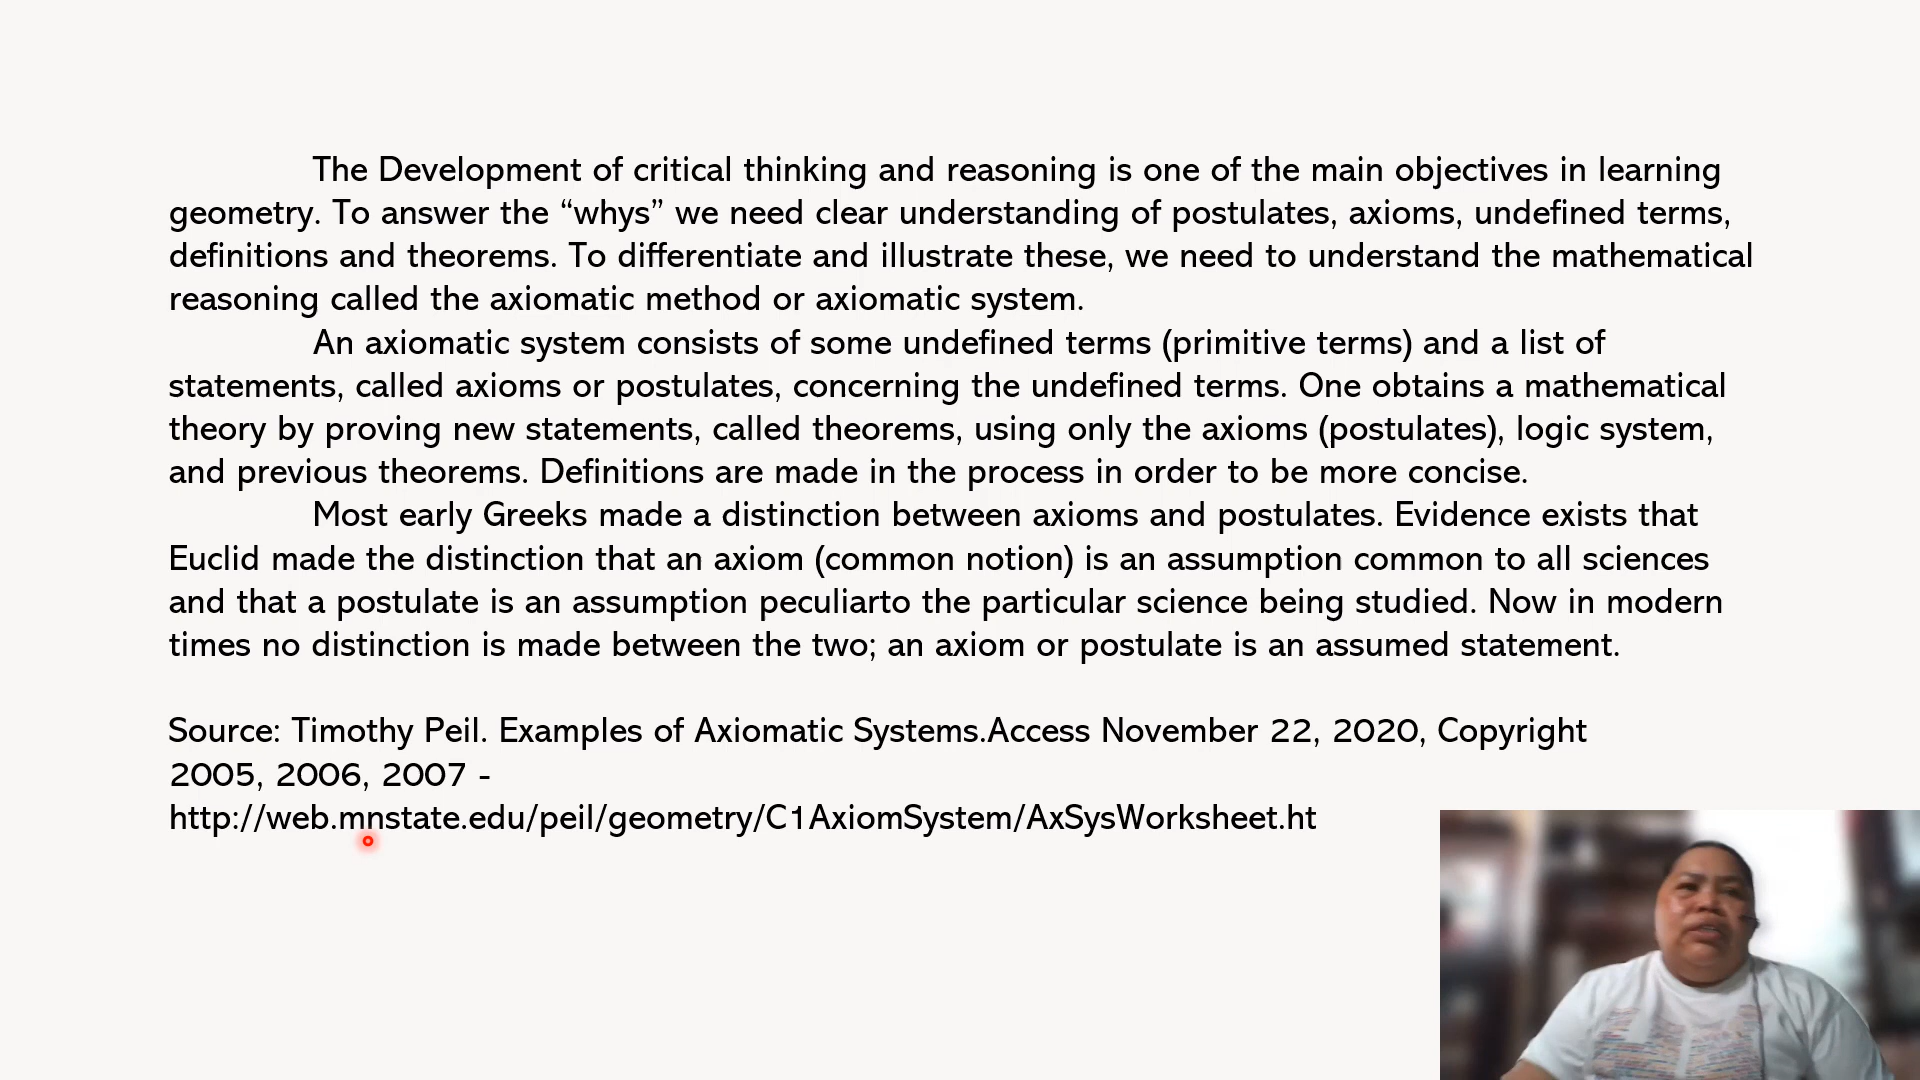 The Development of critical thinking and reasoning is one of the main objectives in learning
geometry. To answer the “whys” we need clear understanding of postulates, axioms, undefined terms,
definitions and theorems. To differentiate and illustrate these, we need to understand the mathematical
reasoning called the axiomatic method or axiomatic system.
An axiomatic system consists of some undefined terms (primitive terms) and a list of
statements, called axioms or postulates, concerning the undefined terms. One obtains a mathematical
theory by proving new statements, called theorems, using only the axioms (postulates), logic system,
and previous theorems. Definitions are made in the process in order to be more concise.
Most early Greeks made a distinction between axioms and postulates. Evidence exists that
Euclid made the distinction that an axiom (common notion) is an assumption common to all sciences
and that a postulate is an assumption peculiarto the particular science being studied. Now in modern
times no distinction is made between the two; an axiom or postulate is an assumed statement.
Source: Timothy Peil. Examples of Axiomatic Systems.Access November 22, 2020, Copyright
2005, 2006, 2007 -
http://web.mnstate.edu/peil/geometry/C1AxiomSystem/AxSysWorksheet.ht